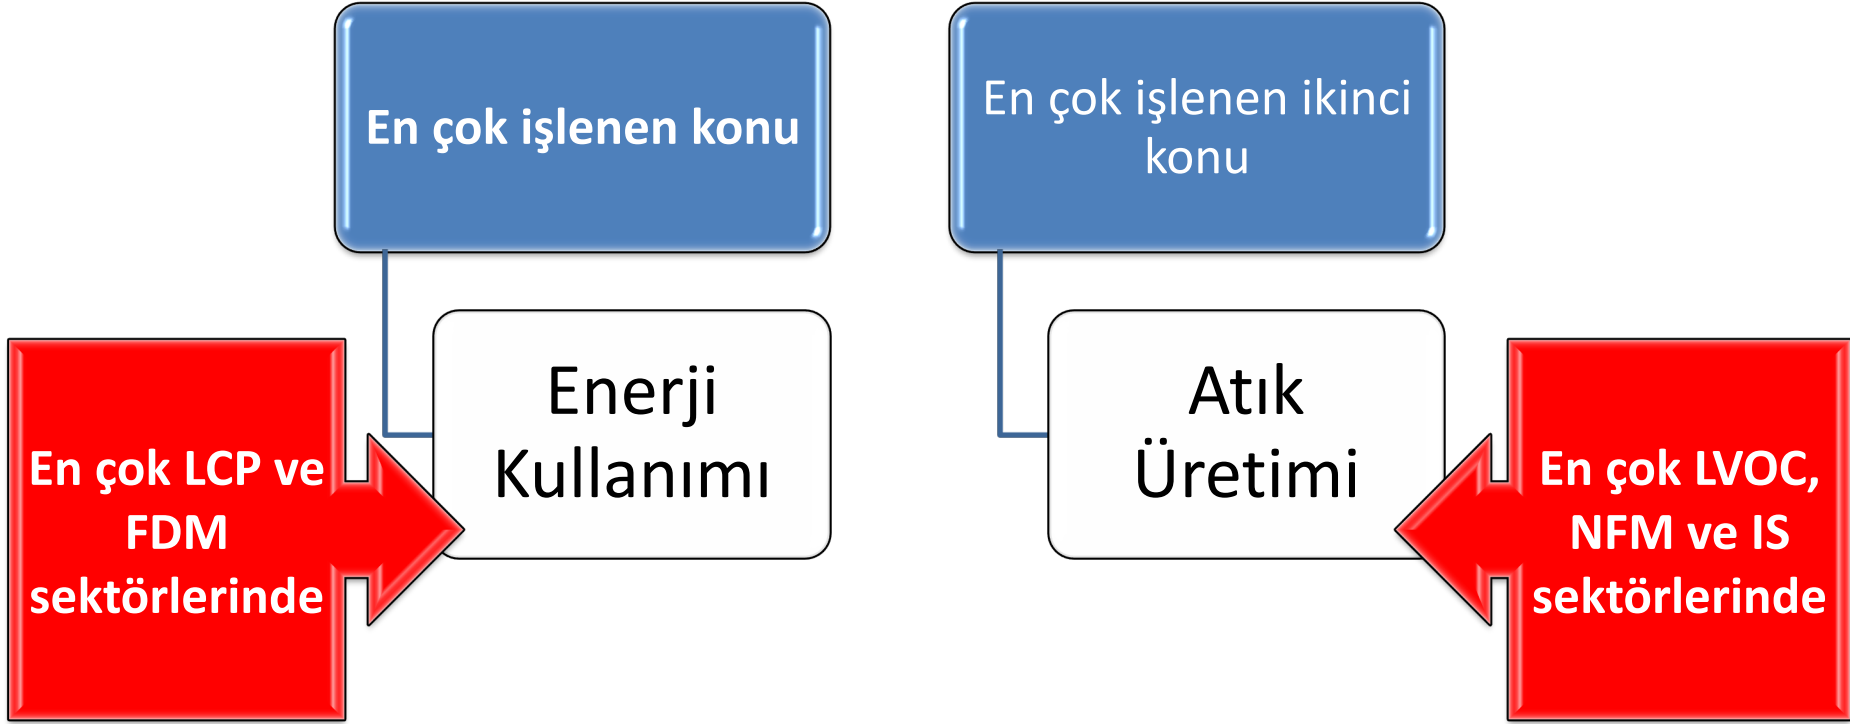 En çok işlenen konu
En çok işlenen ikinci
konu
Enerji
Kullanımı
Atık
Üretimi
En çok LCP ve
FDM
sektörlerinde
En çok LVOC,
NFM ve IS
sektörlerinde